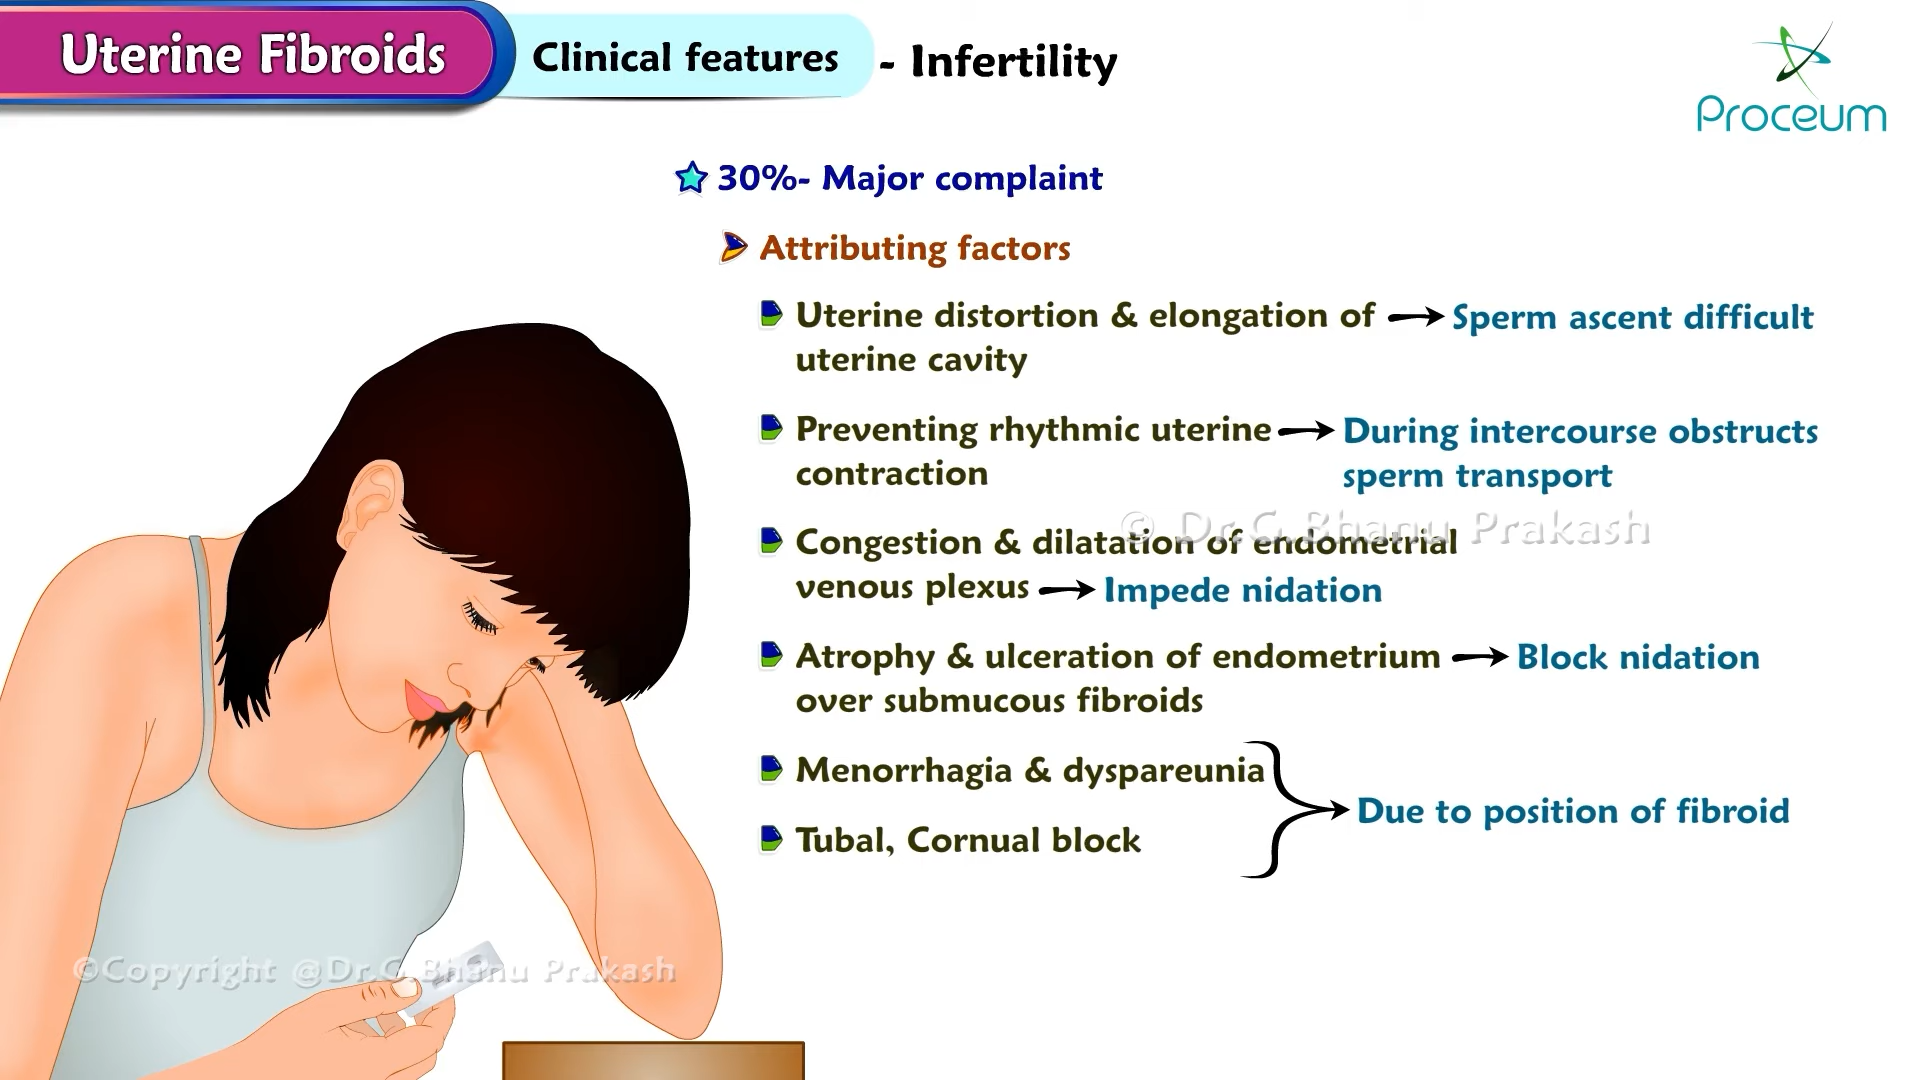 Uterine Fibroids Clinical features - Infertility
Proceum
30%- Major complaint
Attributing factors
Uterine distortion & elongation of → Sperm ascent difficult
uterine cavity
Preventing rhythmic uterine → During intercourse obstructs
contraction sperm transport
© Dr.G.Bhanu Prakash
Congestion & dilatation of endometrial
venous plexus → Impede nidation
Atrophy & ulceration of endometrium → Block nidation
over submucous fibroids
Menorrhagia & dyspareunia
Due to position of fibroid
Tubal, Cornual block
©Copyright @Dr.G.Bhanu Prakash